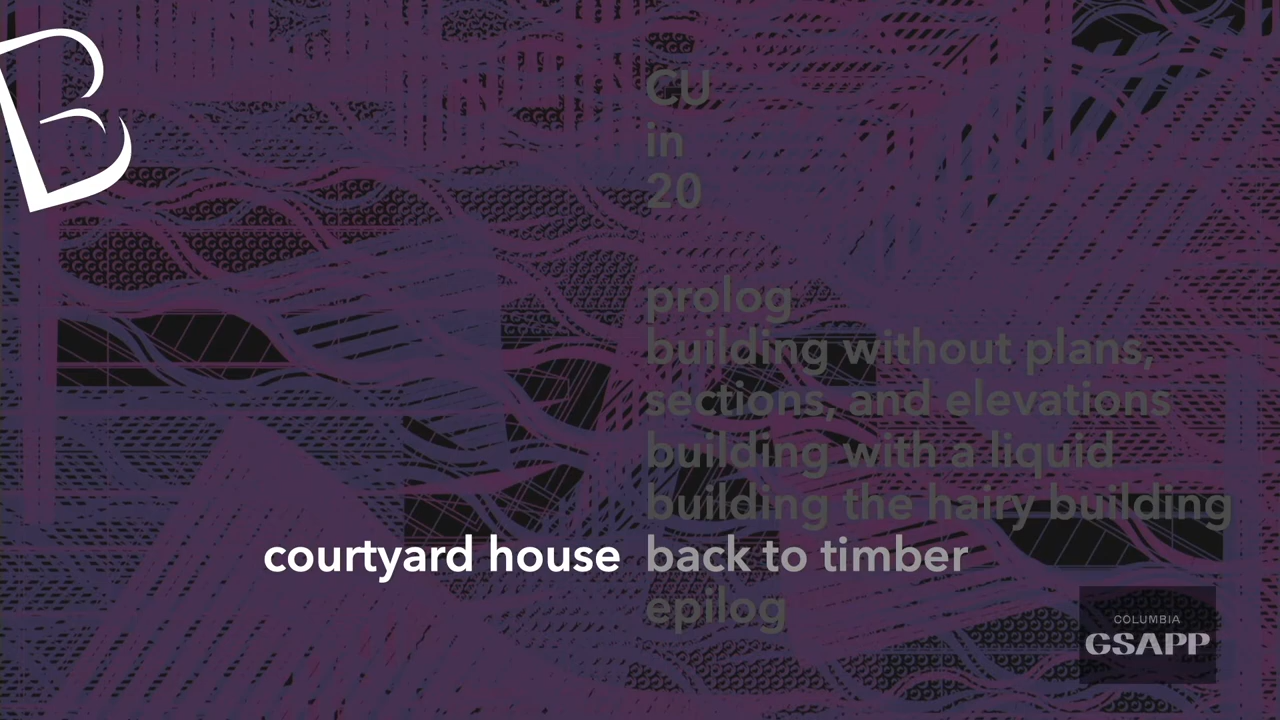 B
CU
in
20
prolog
building without plans,
sections, and elevations
building with a liquid
building the hairy building
courtyard house back to timber
epilog
COLUMBIA
GSAPP